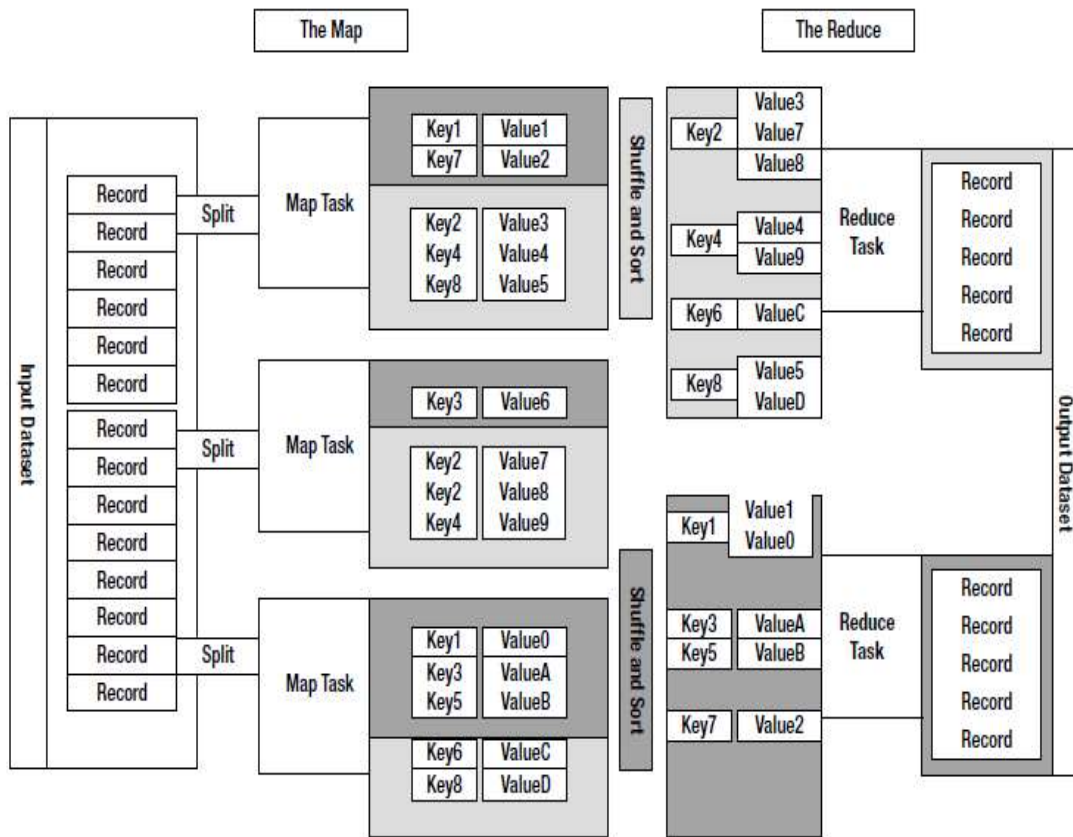 The Map
The Reduce
Input Dataset
Record
Record
Record
Record
Record
Record
Record
Record
Record
Record
Record
Record
Record
Record
Split
Split
Split
Map Task
Key1 Value1
Key7 Value2
Key2 Value3
Key4 Value4
Key8 Value5
Map Task
Key3 Value6
Key2 Value7
Key2 Value8
Key4 Value9
Map Task
Key1 Value0
Key3 ValueA
Key5 ValueB
Key6 ValueC
Key8 ValueD
Shuffle and Sort
Shuffle and Sort
Key2
Value3
Value7
Value8
Key4
Value4
Value9
Key6 ValueC
Key8
Value5
ValueD
Reduce
Task
Record
Record
Record
Record
Record
Key1
Value1
Value0
Key3 ValueA
Key5 ValueB
Key7 Value2
Reduce
Task
Record
Record
Record
Record
Record
Output Dataset